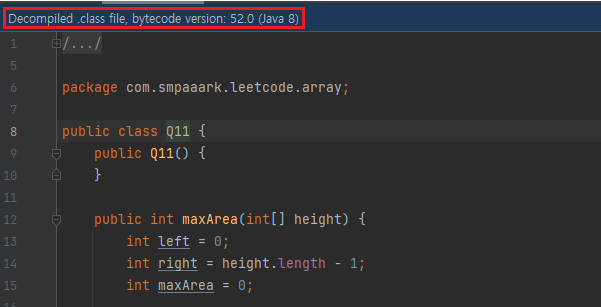 Decompiled .class file, bytecode version: 52.0 (Java 8)
1 /.../
5
6 package com.smpaaark.leetcode.array;
7
8 public class Q11 {
9 public Q11() {
10 }
11
12 public int maxArea(int[] height) {
13 int left = 0;
14 int right = height.length - 1;
15 int maxArea = 0;